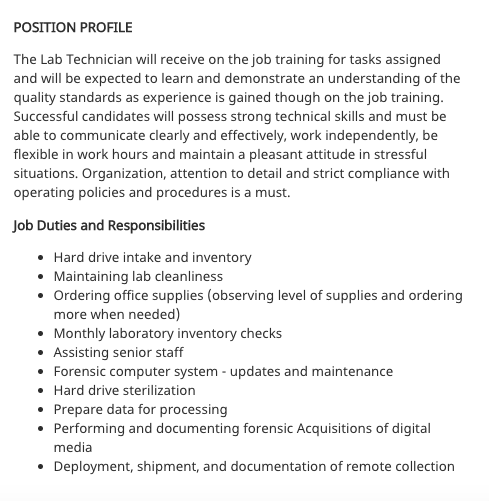 POSITION PROFILE
The Lab Technician will receive on the job training for tasks assigned
and will be expected to learn and demonstrate an understanding of the
quality standards as experience is gained though on the job training.
Successful candidates will possess strong technical skills and must be
able to communicate clearly and effectively, work independently, be
flexible in work hours and maintain a pleasant attitude in stressful
situations. Organization, attention to detail and strict compliance with
operating policies and procedures is a must.
Job Duties and Responsibilities
• Hard drive intake and inventory
• Maintaining lab cleanliness
• Ordering office supplies (observing level of supplies and ordering
more when needed)
• Monthly laboratory inventory checks
• Assisting senior staff
• Forensic computer system - updates and maintenance
• Hard drive sterilization
• Prepare data for processing
• Performing and documenting forensic Acquisitions of digital
media
• Deployment, shipment, and documentation of remote collection